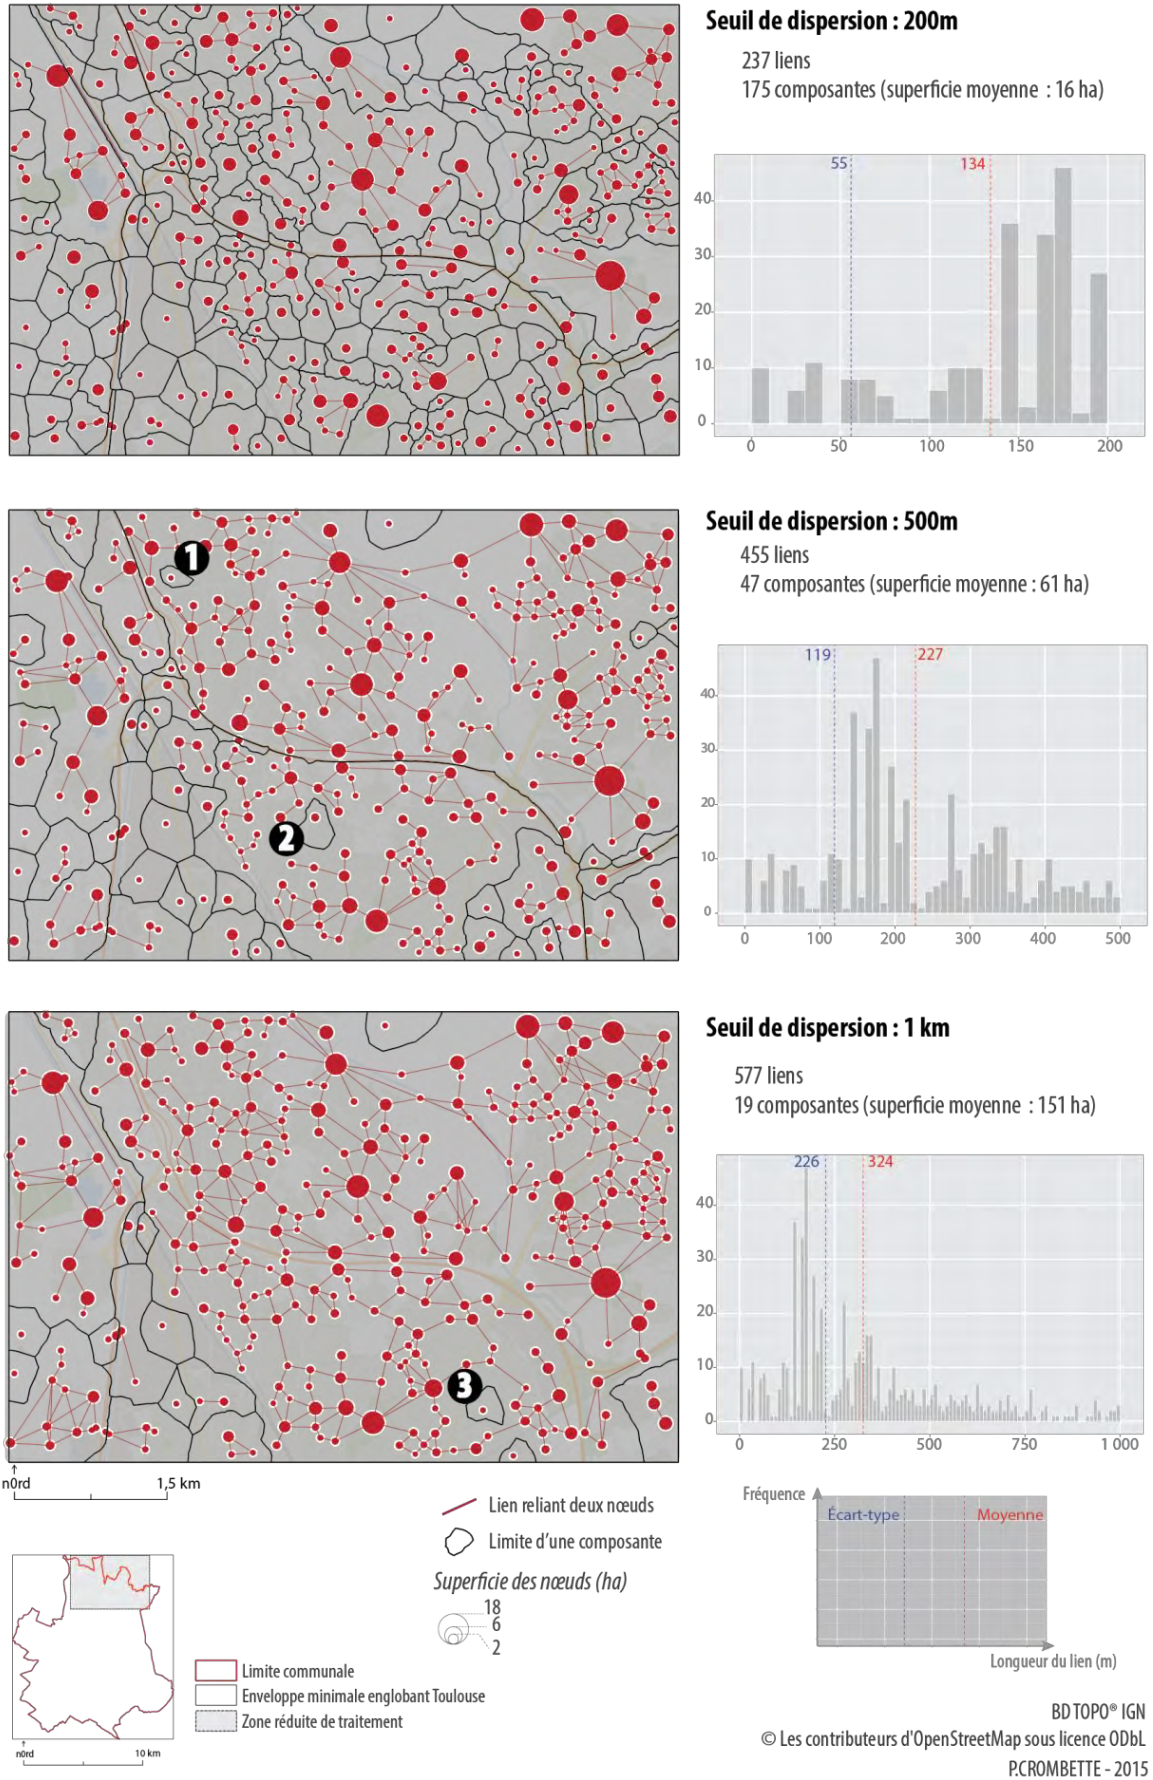 Seuil de dispersion : 200m
237 liens
175 composantes (superficie moyenne : 16 ha)
55
134
40
30
20
10
0
0 50 100 150 200
1
2
Seuil de dispersion : 500m
455 liens
47 composantes (superficie moyenne : 61 ha)
119
227
40
30
20
10
0
0 100 200 300 400 500
3
Seuil de dispersion : 1 km
577 liens
19 composantes (superficie moyenne : 151 ha)
226
324
40
30
20
10
0
0 250 500 750 1 000
n0rd
1,5 km
Lien reliant deux nœuds
Limite d'une composante
Superficie des nœuds (ha)
18
6
2
Fréquence
Écart-type
Moyenne
Longueur du lien (m)
Limite communale
Enveloppe minimale englobant Toulouse
Zone réduite de traitement
n0rd
10 km
BD TOPO® IGN
© Les contributeurs d'OpenStreetMap sous licence ODbL
P.CROMBETTE - 2015